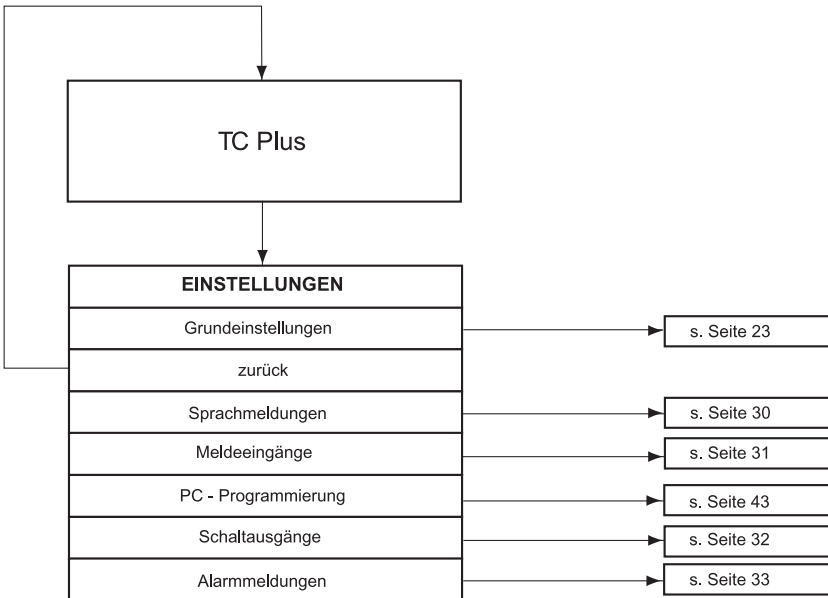 TC Plus
EINSTELLUNGEN
Grundeinstellungen
s. Seite 23
zurück
Sprachmeldungen
s. Seite 30
Meldeeingänge
s. Seite 31
PC - Programmierung
s. Seite 43
Schaltausgänge
s. Seite 32
Alarmmeldungen
s. Seite 33